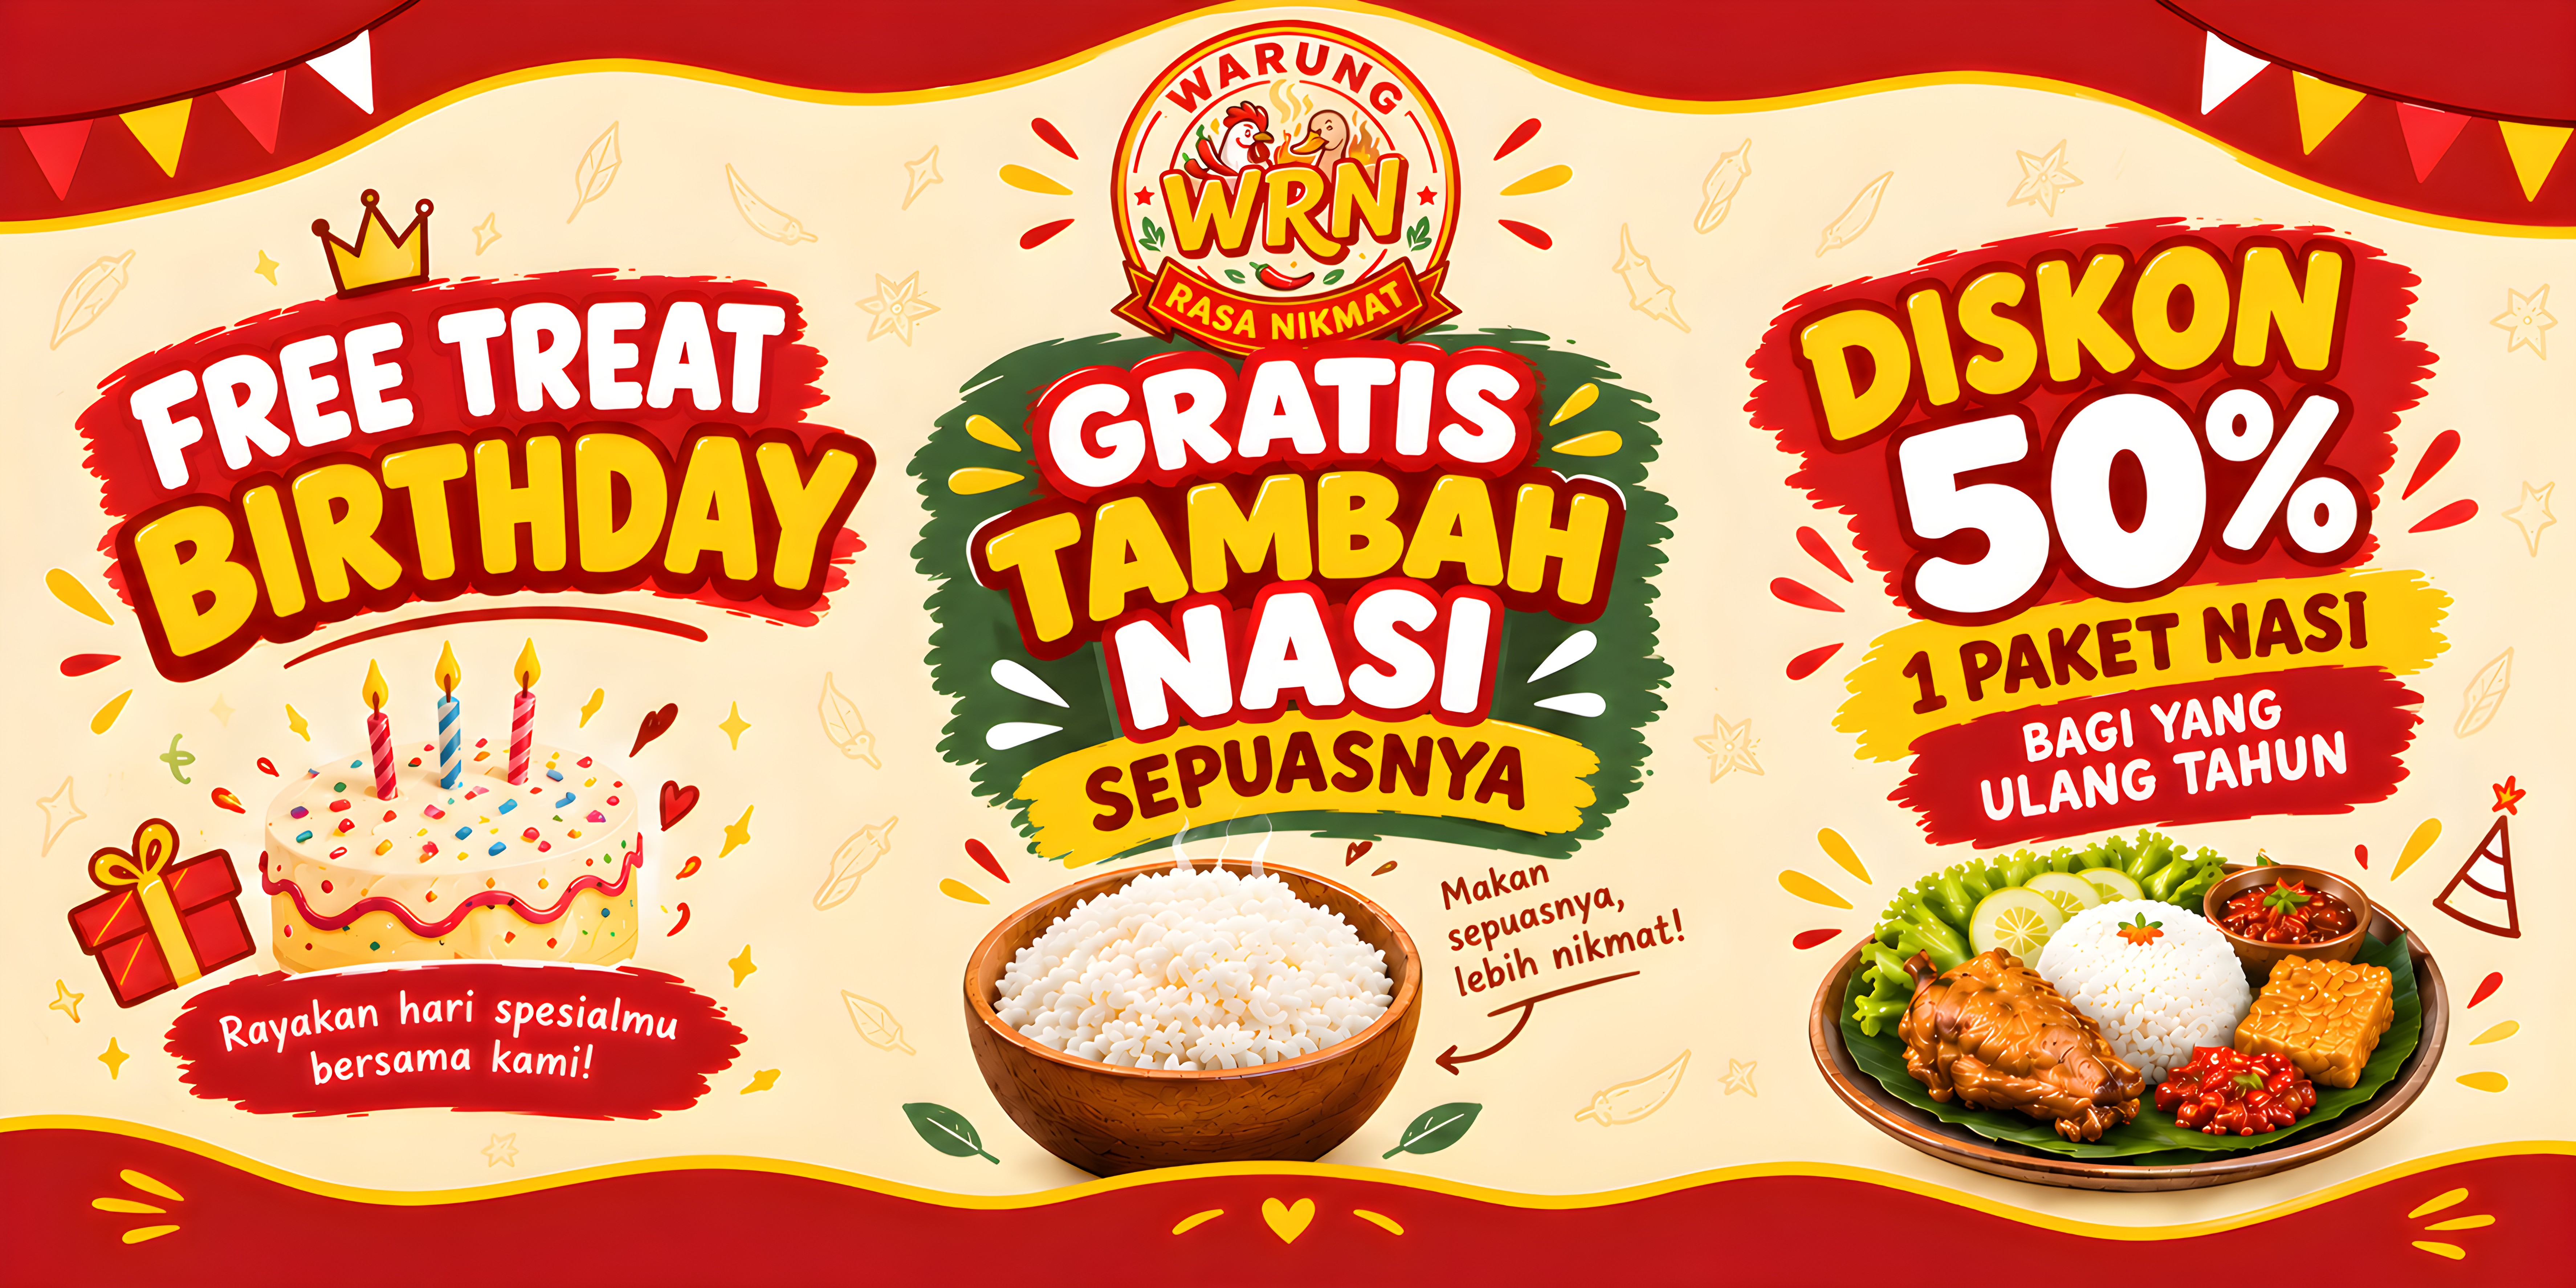 WARUNG
WRN
RASA NIKMAT
FREE TREAT
BIRTHDAY
Rayakan hari spesialmu
bersama kami!
GRATIS
TAMBAH
NASI
SEPUASNYA
Makan
sepuasnya,
lebih nikmat!
DISKON
50%
1 PAKET NASI
BAGI YANG
ULANG TAHUN